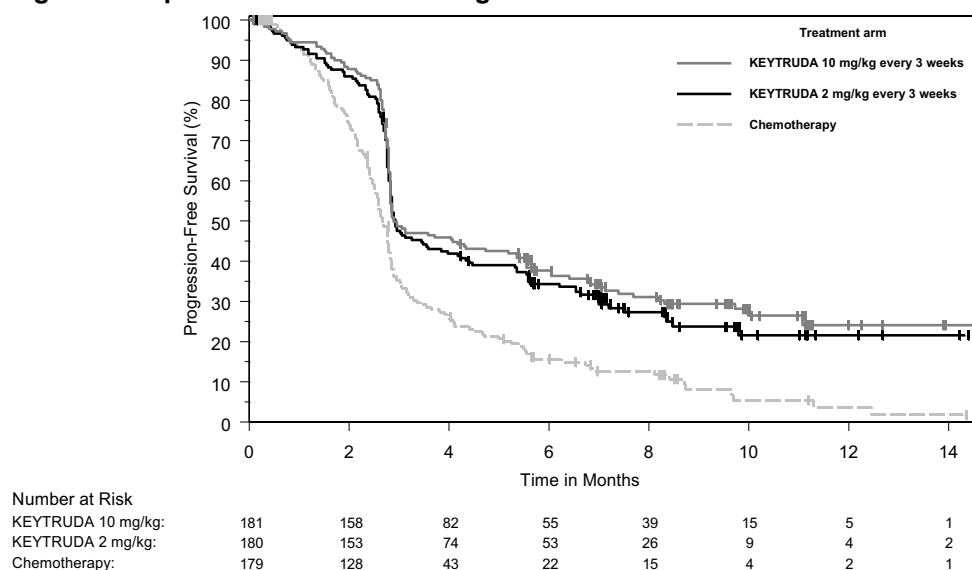 100
90
80
70
60
50
40
30
20
10
0
Progression-Free Survival (%)
Treatment arm
KEYTRUDA 10 mg/kg every 3 weeks
KEYTRUDA 2 mg/kg every 3 weeks
Chemotherapy
0 2 4 6 8 10 12 14
Time in Months
Number at Risk
KEYTRUDA 10 mg/kg: 181 158 82 55 39 15 5 1
KEYTRUDA 2 mg/kg: 180 153 74 53 26 9 4 2
Chemotherapy: 179 128 43 22 15 4 2 1